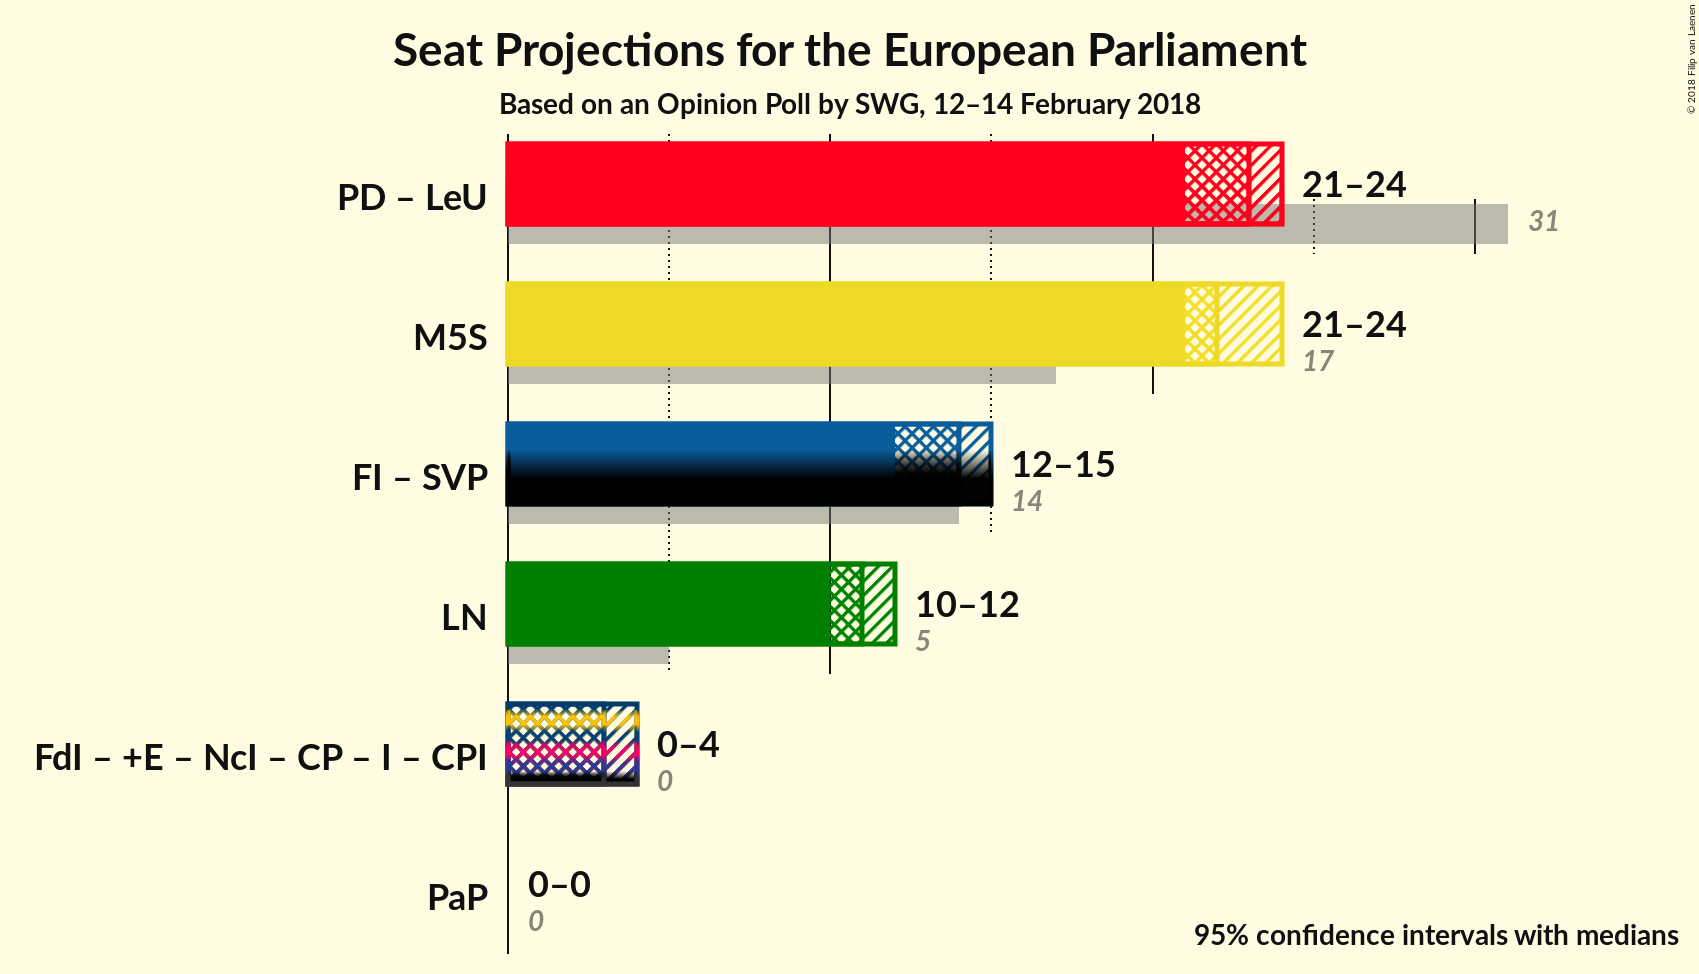 Seat Projections for the European Parliament
Based on an Opinion Poll by SWG, 12–14 February 2018
© 2018 Filip van Laenen
PD – LeU
21–24
31
M5S
21–24
17
FI – SVP
12–15
14
LN
10–12
5
FdI – +E – NcI – CP – I – CPI
0–4
0
PaP
0–0
0
95% confidence intervals with medians